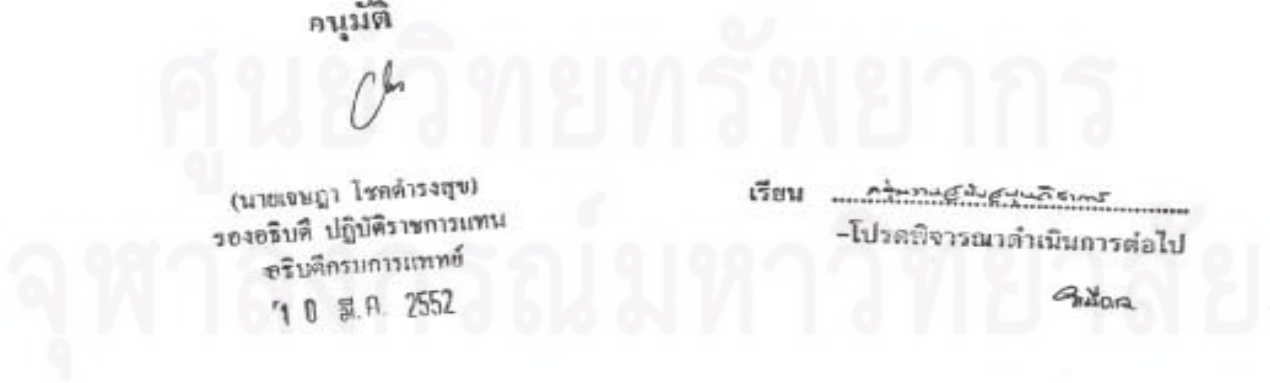 อนุมัติ
(นายเจษฎา โชคดำรงสุข)
รองอธิบดี ปฏิบัติราชการแทน
อธิบดีกรมการแพทย์
10 มี.ค. 2552
เรียน
-โปรดพิจารณาดำเนินการต่อไป
ศูนย์วิทยทรัพยากร
จุฬาลงกรณ์มหาวิทยาลัย